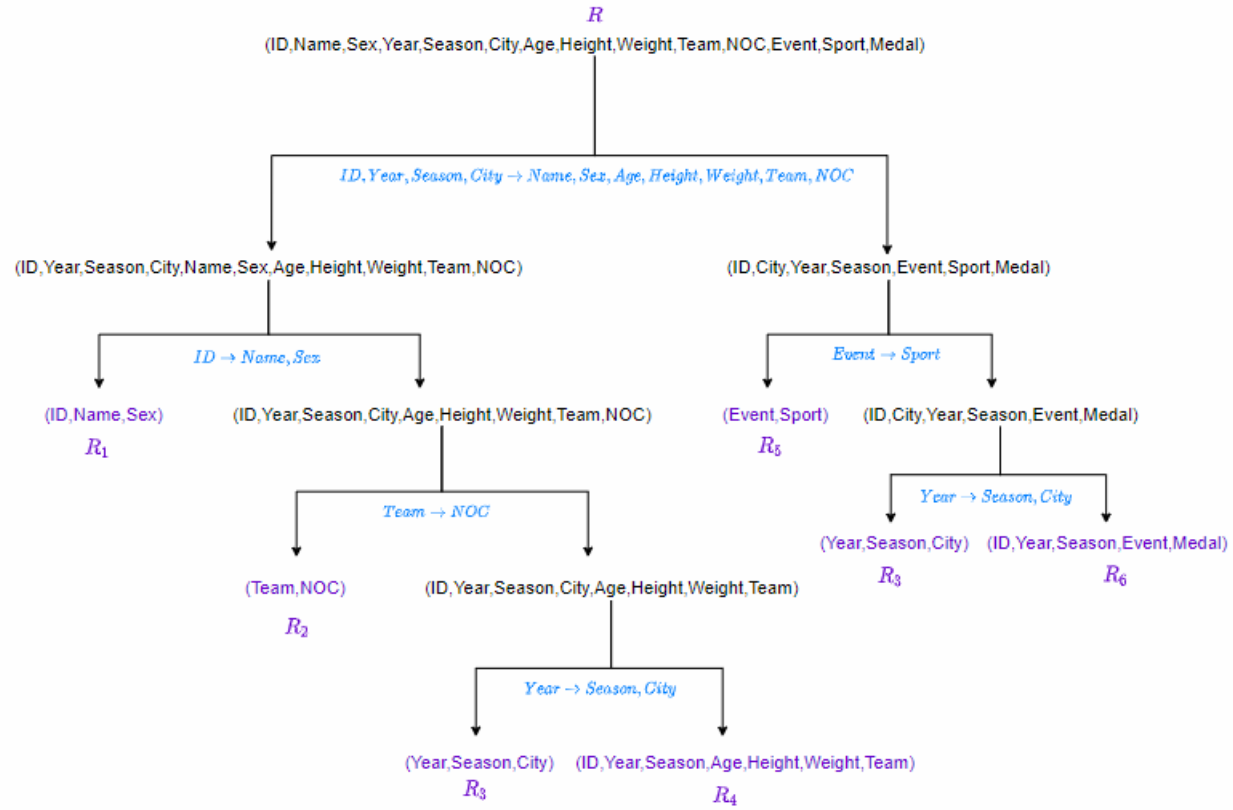 R
(ID,Name,Sex,Year,Season,City,Age,Height,Weight,Team,NOC,Event,Sport,Medal)
ID, Year, Season, City → Name, Sex, Age, Height, Weight, Team, NOC
(ID,Year,Season,City,Name,Sex,Age,Height,Weight,Team,NOC)
(ID,City,Year,Season,Event,Sport,Medal)
ID → Name, Sex
Event → Sport
(ID,Name,Sex)
R₁
(ID,Year,Season,City,Age,Height,Weight,Team,NOC)
(Event,Sport)
R₅
(ID,City,Year,Season,Event,Medal)
Team → NOC
Year → Season, City
(Year,Season,City)
R₃
(ID,Year,Season,Event,Medal)
R₆
(Team,NOC)
R₂
(ID,Year,Season,City,Age,Height,Weight,Team)
Year → Season, City
(Year,Season,City)
R₃
(ID,Year,Season,Age,Height,Weight,Team)
R₄